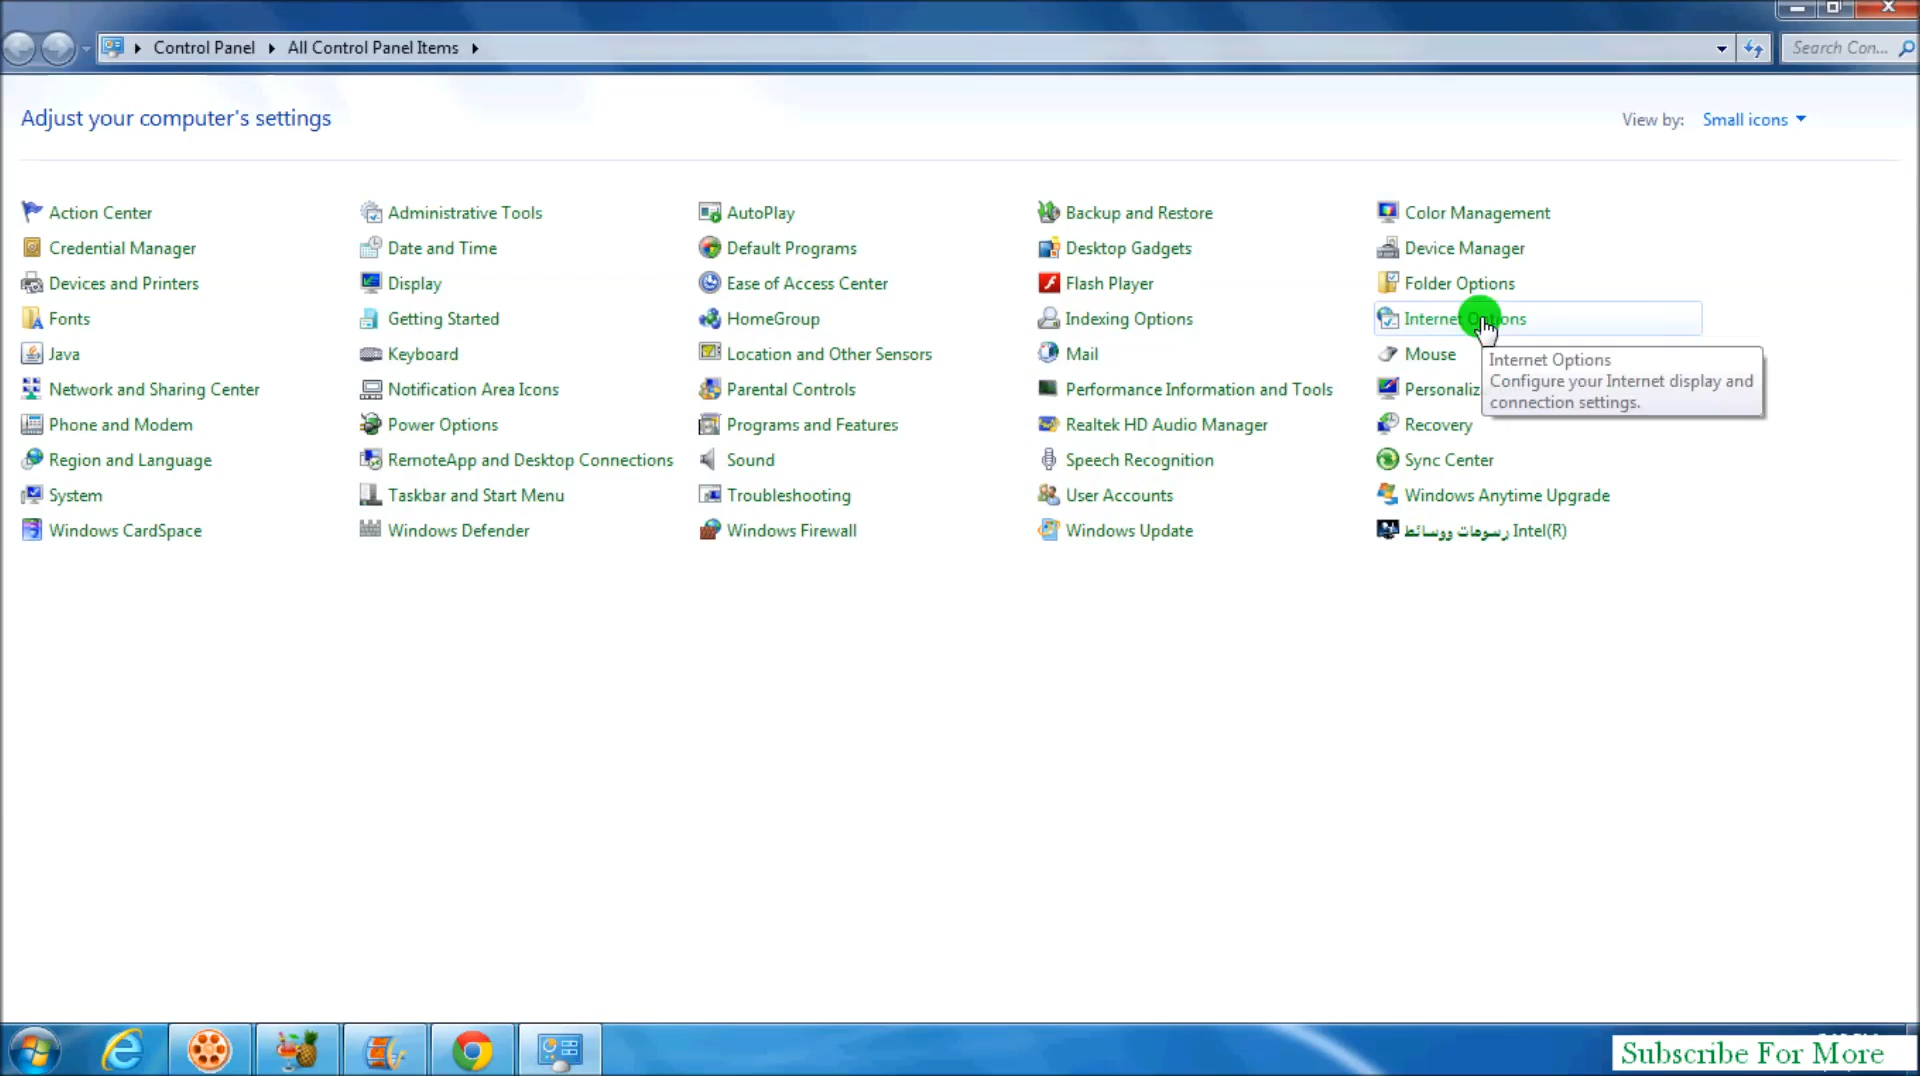 Control Panel All Control Panel Items
Search Con...
Adjust your computer's settings
View by: Small icons
Action Center
Administrative Tools
AutoPlay
Backup and Restore
Color Management
Credential Manager
Date and Time
Default Programs
Desktop Gadgets
Device Manager
Devices and Printers
Display
Ease of Access Center
Flash Player
Folder Options
Fonts
Getting Started
HomeGroup
Indexing Options
Internet Options
Java
Keyboard
Location and Other Sensors
Mail
Mouse
Internet Options
Configure your Internet display and
connection settings.
Network and Sharing Center
Notification Area Icons
Parental Controls
Performance Information and Tools
Personaliz
Phone and Modem
Power Options
Programs and Features
Realtek HD Audio Manager
Recovery
Region and Language
RemoteApp and Desktop Connections
Sound
Speech Recognition
Sync Center
System
Taskbar and Start Menu
Troubleshooting
User Accounts
Windows Anytime Upgrade
Windows CardSpace
Windows Defender
Windows Firewall
Windows Update
رسومات ووسائط Intel(R)
Subscribe For More